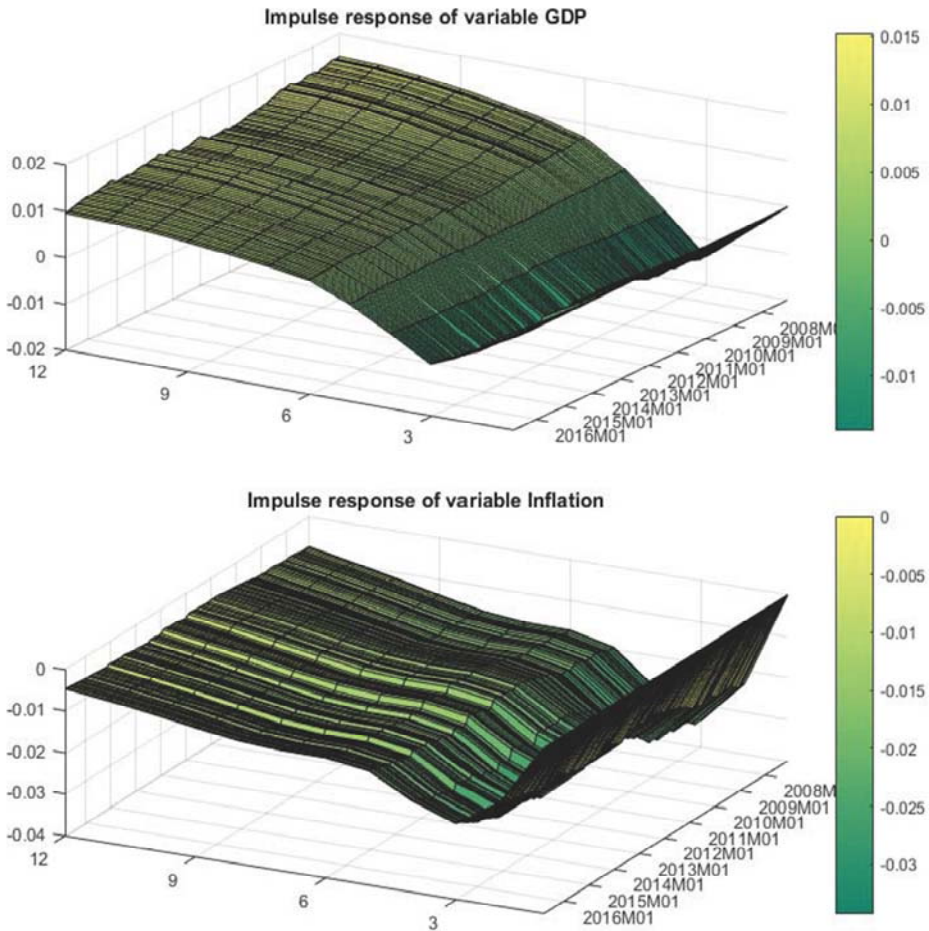 Impulse response of variable GDP
0.02
0.01
0
-0.01
-0.02
12
9
6
3
2016M01
2015M01
2014M01
2013M01
2012M01
2011M01
2010M01
2009M01
2008M0
0.015
0.01
0.005
0
-0.005
-0.01
Impulse response of variable Inflation
0
-0.01
-0.02
-0.03
-0.04
12
9
6
3
2016M01
2015M01
2014M01
2013M01
2012M01
2011M01
2010M01
2009M01
2008M
0
-0.005
-0.01
-0.015
-0.02
-0.025
-0.03